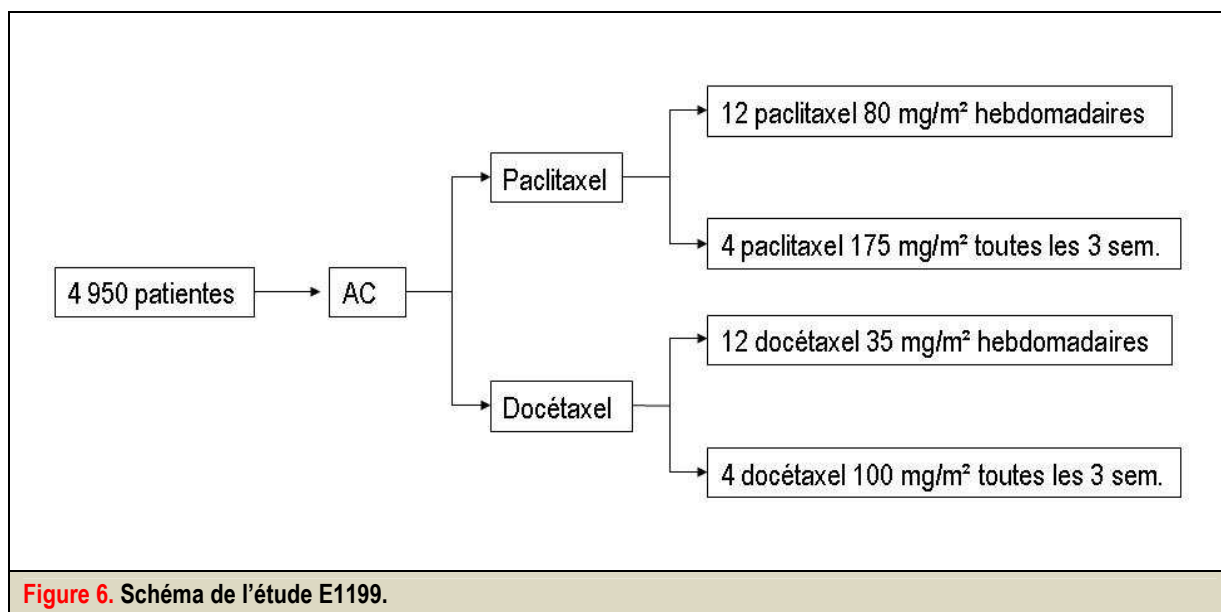 12 paclitaxel 80 mg/m² hebdomadaires
Paclitaxel
4 paclitaxel 175 mg/m² toutes les 3 sem.
4 950 patientes
AC
12 docétaxel 35 mg/m² hebdomadaires
Docétaxel
4 docétaxel 100 mg/m² toutes les 3 sem.
Figure 6. Schéma de l’étude E1199.